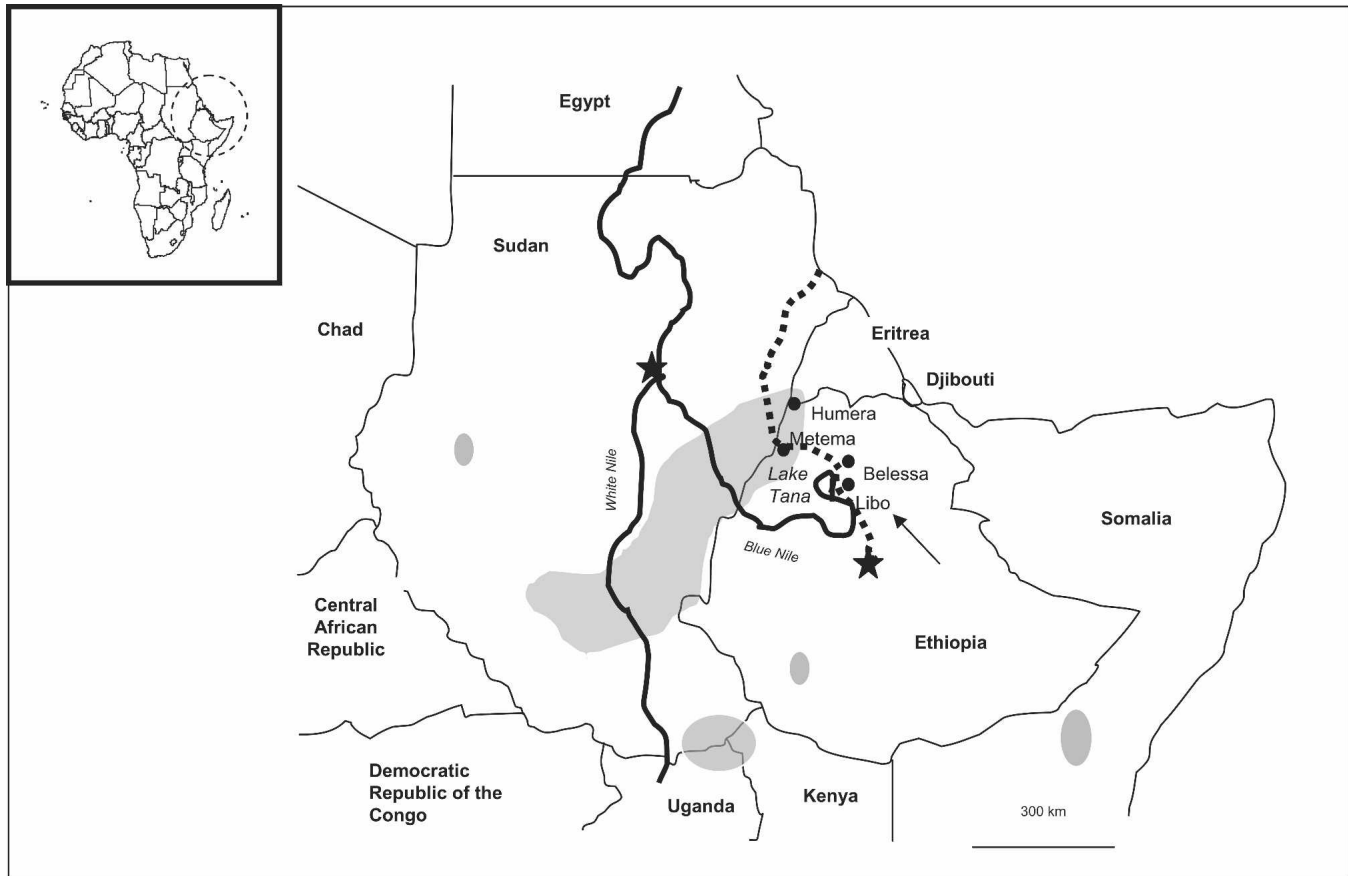 Egypt
Sudan
Chad
Eritrea
Djibouti
Humera
Metema
Lake
Tana
Belessa
Libo
White Nile
Blue Nile
Somalia
Central
African
Republic
Ethiopia
Democratic
Republic of the
Congo
Uganda
Kenya
300 km